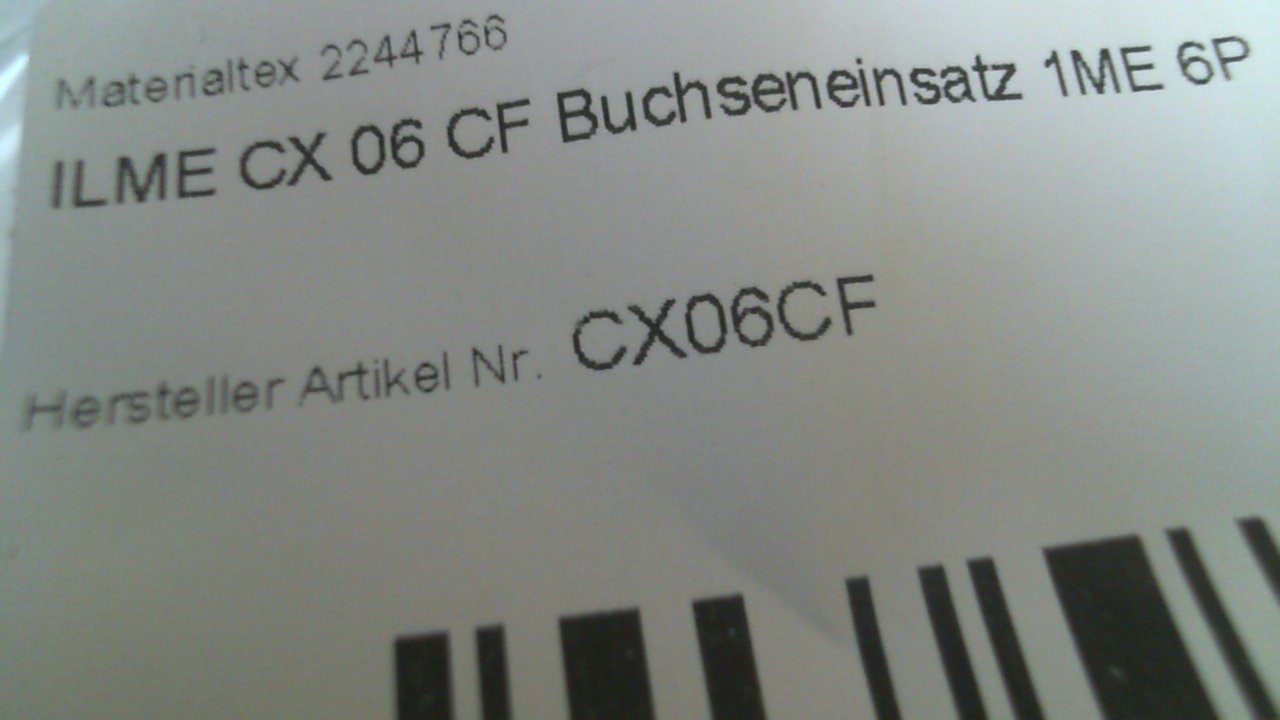 Materialtex 2244766
ILME CX 06 CF Buchseneinsatz 1ME 6P
Hersteller Artikel Nr. CX06CF